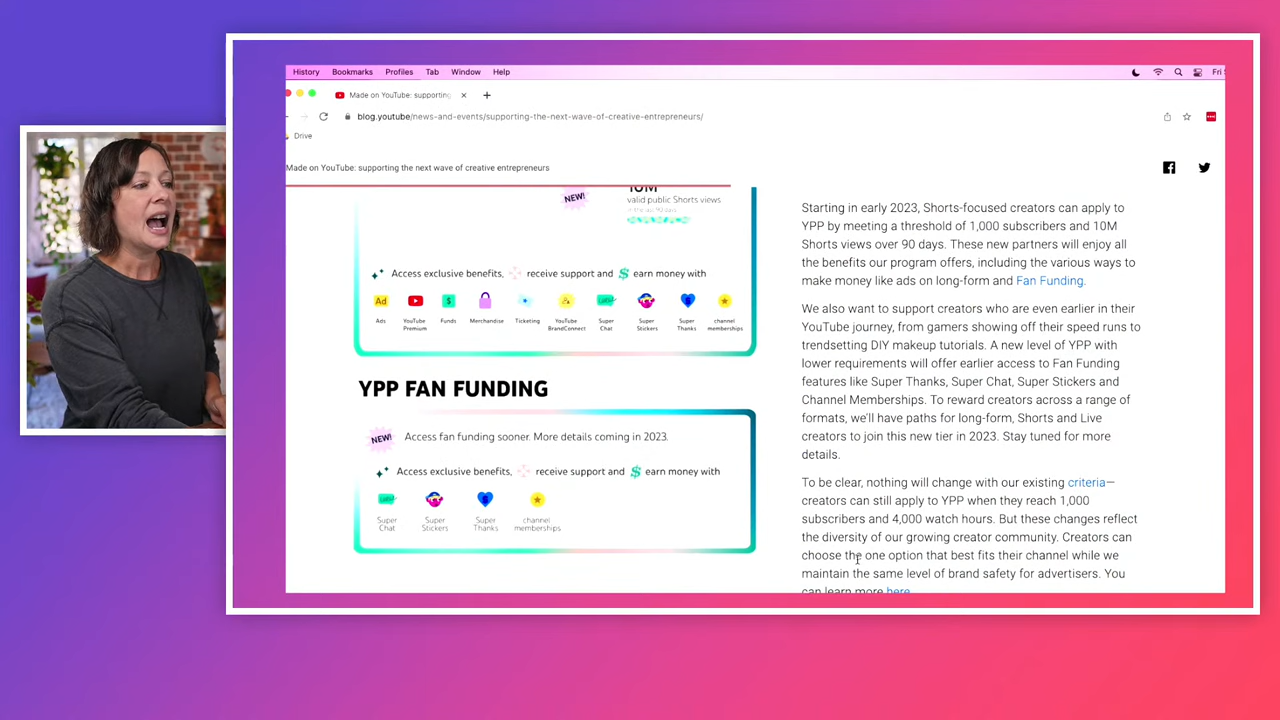 History Bookmarks Profiles Tab Window Help Fri
Made on YouTube: supporting
blog.youtube/news-and-events/supporting-the-next-wave-of-creative-entrepreneurs/
Drive
Made on YouTube: supporting the next wave of creative entrepreneurs
NEW!
10M
valid public Shorts views
in the last 90 days
Access exclusive benefits, receive support and $ earn money with
Ad
$
Ads
YouTube
Premium
Funds
Merchandise
Ticketing
YouTube
BrandConnect
Super
Chat
Super
Stickers
Super
Thanks
channel
memberships
YPP FAN FUNDING
NEW!
Access fan funding sooner. More details coming in 2023.
Access exclusive benefits, receive support and $ earn money with
Super
Chat
Super
Stickers
Super
Thanks
channel
memberships
Starting in early 2023, Shorts-focused creators can apply to
YPP by meeting a threshold of 1,000 subscribers and 10M
Shorts views over 90 days. These new partners will enjoy all
the benefits our program offers, including the various ways to
make money like ads on long-form and Fan Funding.
We also want to support creators who are even earlier in their
YouTube journey, from gamers showing off their speed runs to
trendsetting DIY makeup tutorials. A new level of YPP with
lower requirements will offer earlier access to Fan Funding
features like Super Thanks, Super Chat, Super Stickers and
Channel Memberships. To reward creators across a range of
formats, we'll have paths for long-form, Shorts and Live
creators to join this new tier in 2023. Stay tuned for more
details.
To be clear, nothing will change with our existing criteria—
creators can still apply to YPP when they reach 1,000
subscribers and 4,000 watch hours. But these changes reflect
the diversity of our growing creator community. Creators can
choose the one option that best fits their channel while we
maintain the same level of brand safety for advertisers. You
can learn more here